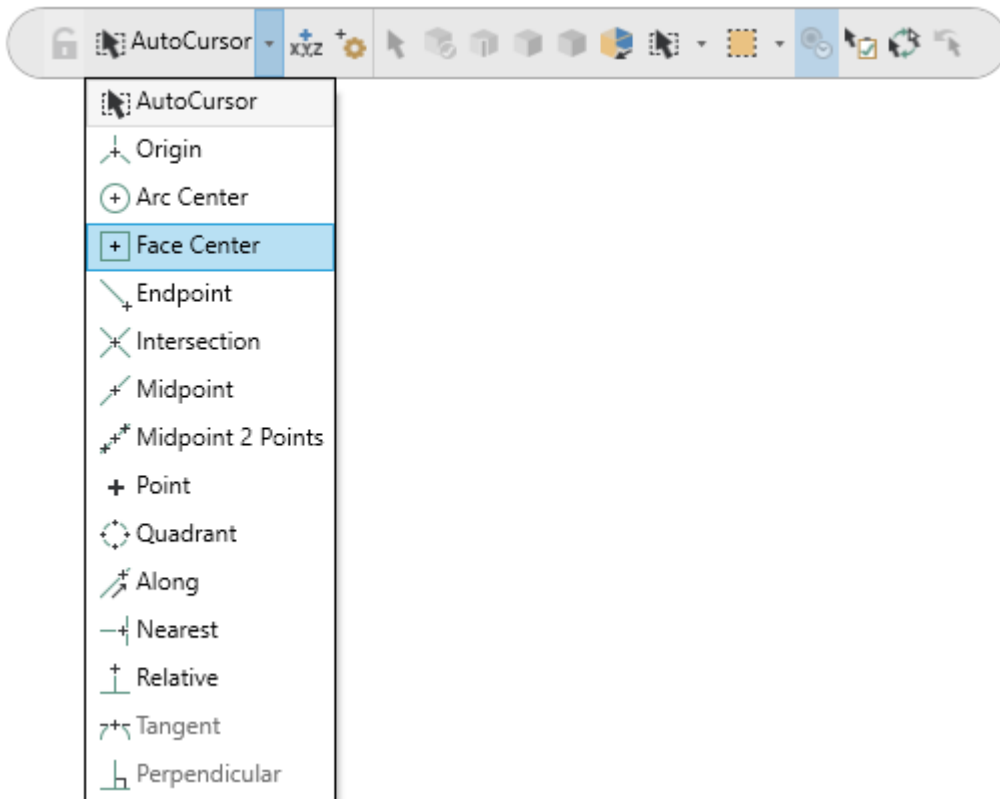 AutoCursor
XYZ
AutoCursor
Origin
Arc Center
Face Center
Endpoint
Intersection
Midpoint
Midpoint 2 Points
Point
Quadrant
Along
Nearest
Relative
Tangent
Perpendicular